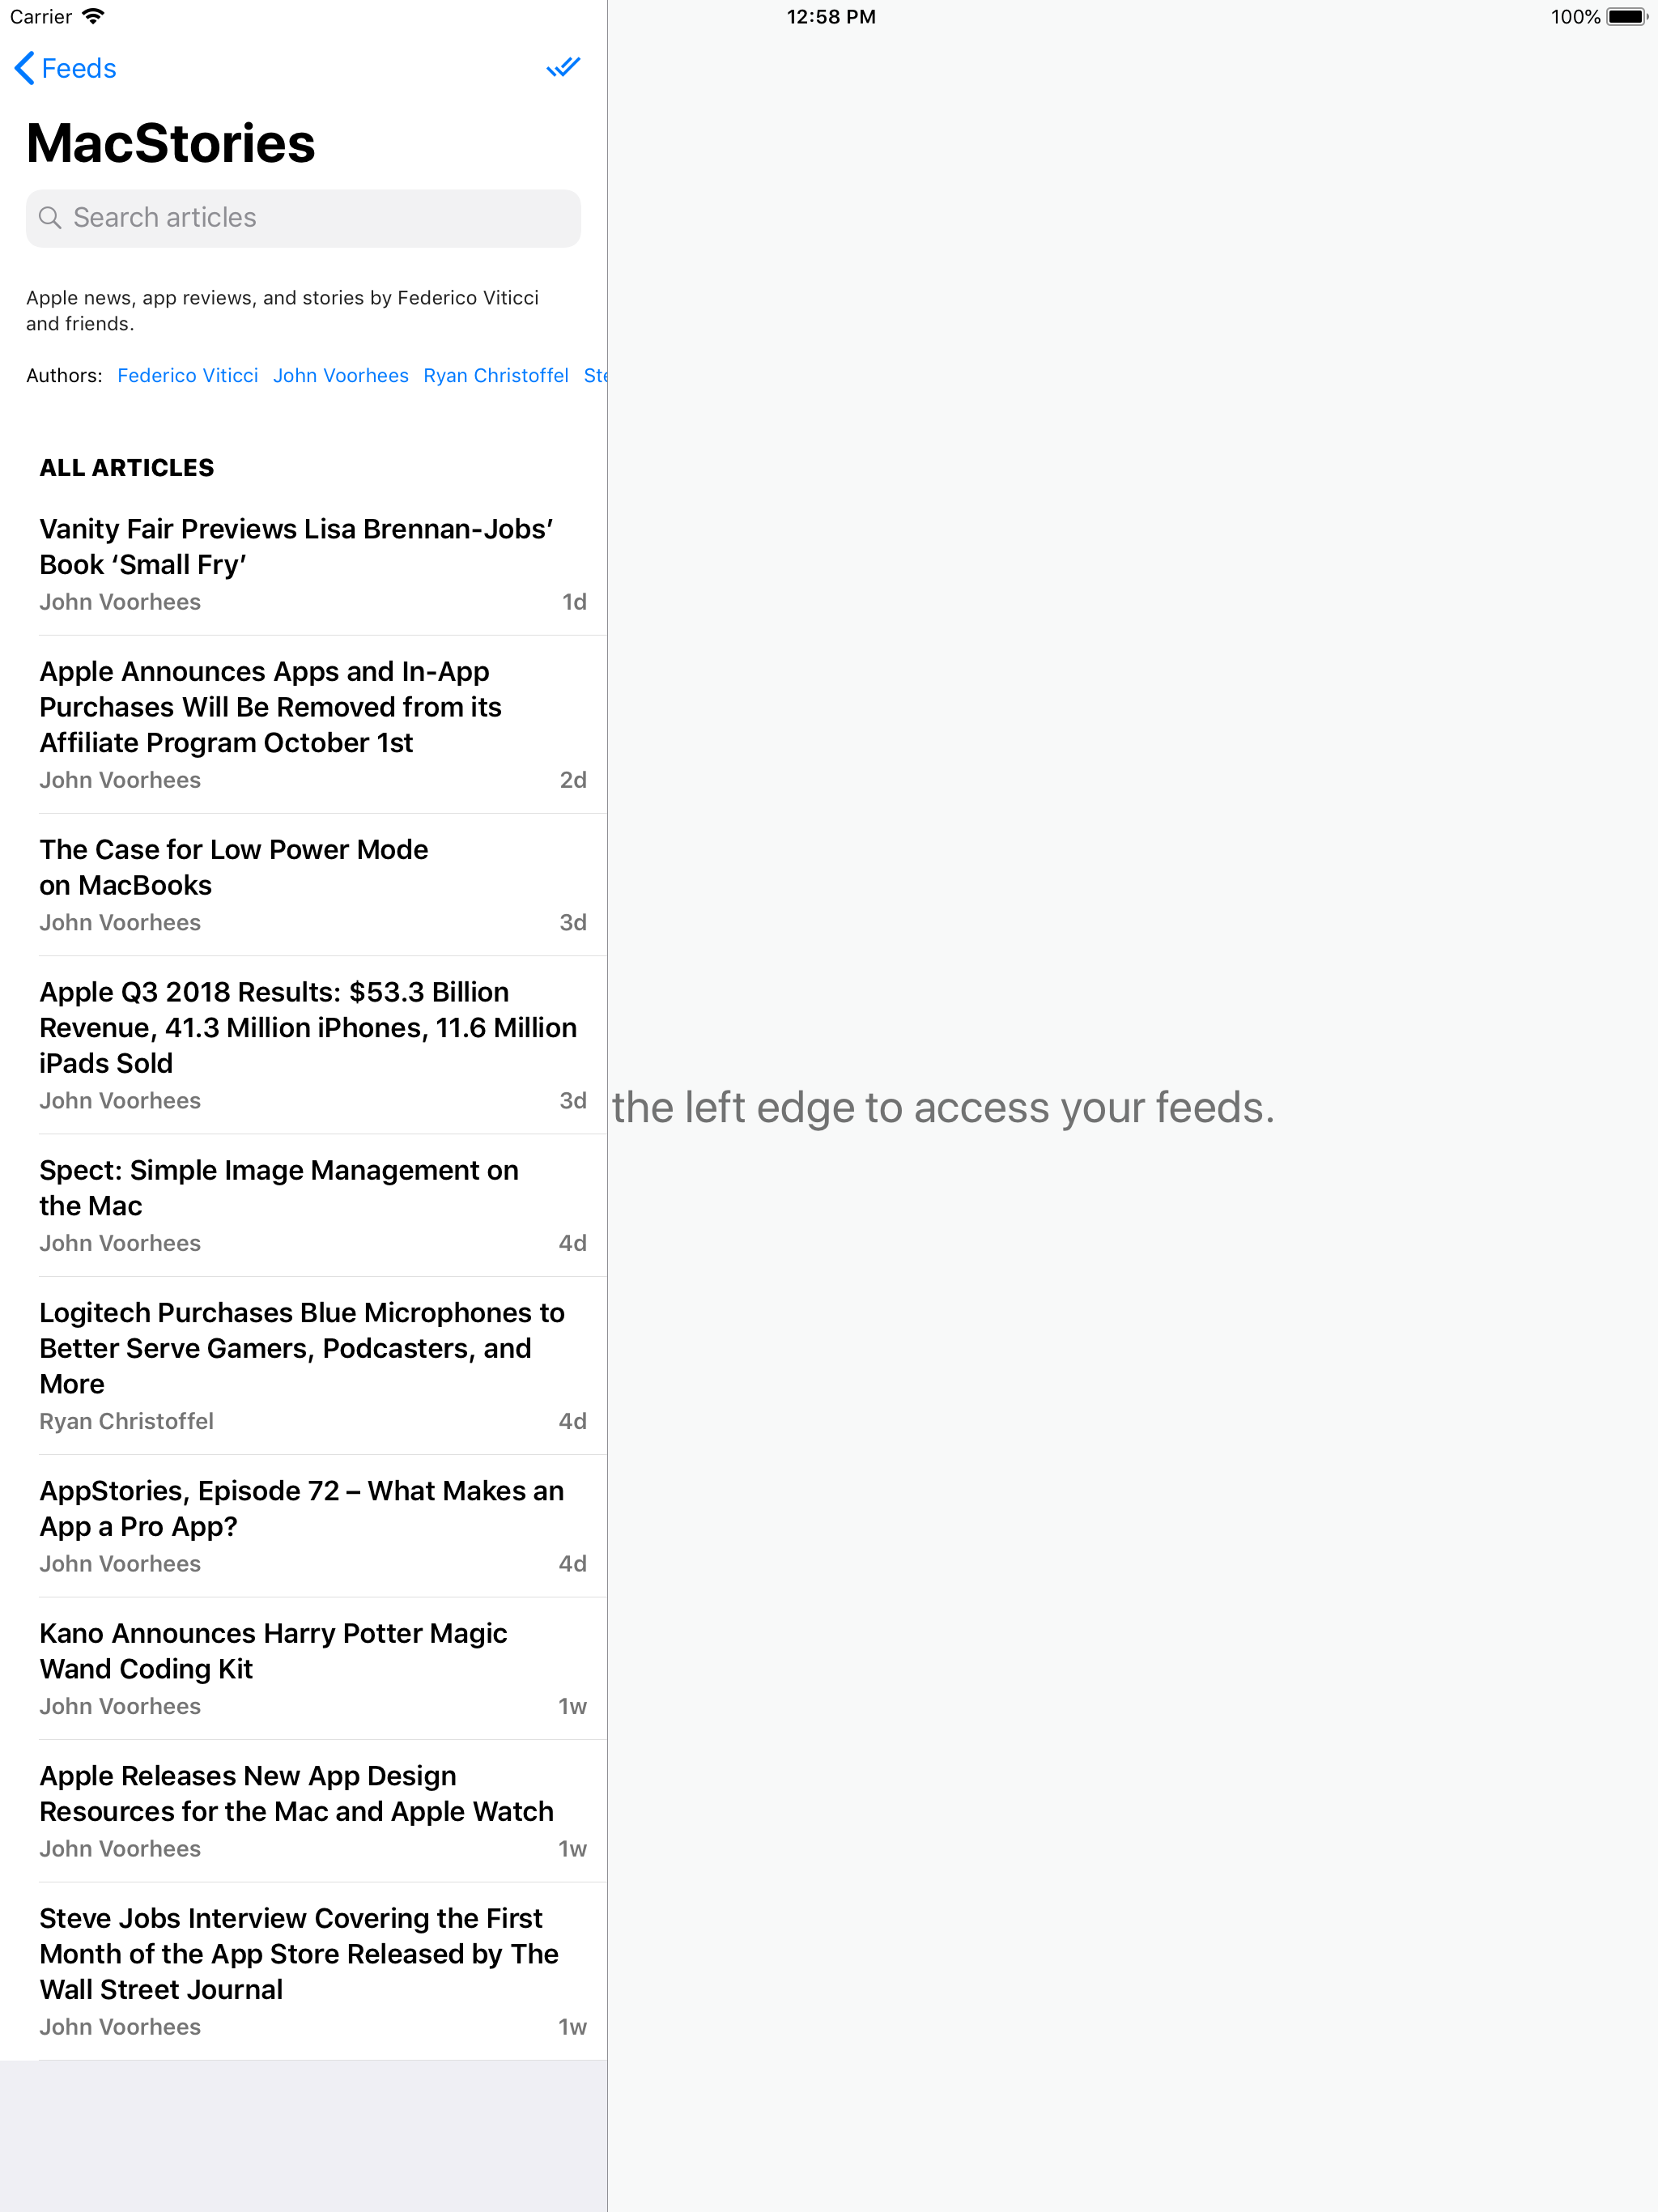 Carrier
12:58 PM
100%
Feeds
MacStories
Search articles
Apple news, app reviews, and stories by Federico Viticci
and friends.
Authors: Federico Viticci John Voorhees Ryan Christoffel
ALL ARTICLES
Vanity Fair Previews Lisa Brennan-Jobs’
Book ‘Small Fry’
John Voorhees 1d
Apple Announces Apps and In-App
Purchases Will Be Removed from its
Affiliate Program October 1st
John Voorhees 2d
The Case for Low Power Mode
on MacBooks
John Voorhees 3d
Apple Q3 2018 Results: $53.3 Billion
Revenue, 41.3 Million iPhones, 11.6 Million
iPads Sold
John Voorhees 3d
the left edge to access your feeds.
Spect: Simple Image Management on
the Mac
John Voorhees 4d
Logitech Purchases Blue Microphones to
Better Serve Gamers, Podcasters, and
More
Ryan Christoffel 4d
AppStories, Episode 72 – What Makes an
App a Pro App?
John Voorhees 4d
Kano Announces Harry Potter Magic
Wand Coding Kit
John Voorhees 1w
Apple Releases New App Design
Resources for the Mac and Apple Watch
John Voorhees 1w
Steve Jobs Interview Covering the First
Month of the App Store Released by The
Wall Street Journal
John Voorhees 1w